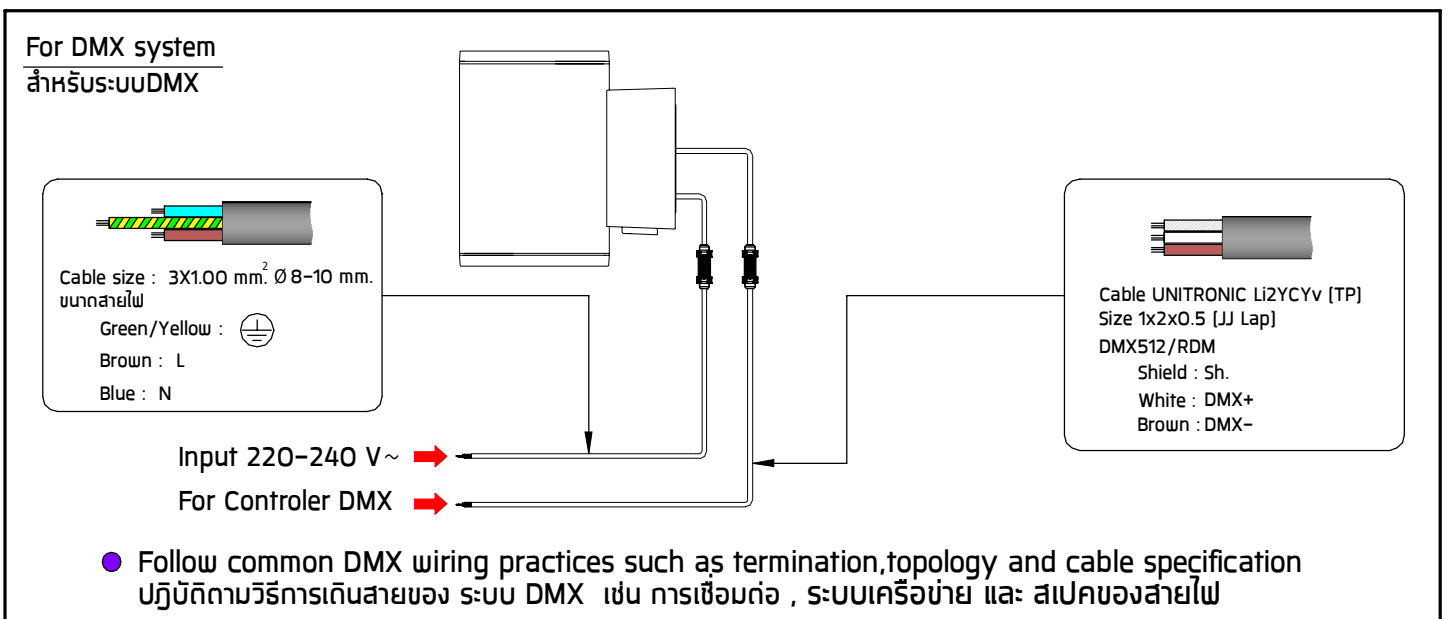 For DMX system
สำหรับระบบDMX
Cable size : 3X1.00 mm.² Ø 8-10 mm.
ขนาดสายไฟ
Green/Yellow :
Brown : L
Blue : N
Cable UNITRONIC Li2YCYv (TP)
Size 1x2x0.5 (JJ Lap)
DMX512/RDM
Shield : Sh.
White : DMX+
Brown : DMX-
Input 220-240 V~
For Controler DMX
Follow common DMX wiring practices such as termination,topology and cable specification
ปฏิบัติตามวิธีการเดินสายของ ระบบ DMX เช่น การเชื่อมต่อ , ระบบเครือข่าย และ สเปคของสายไฟ